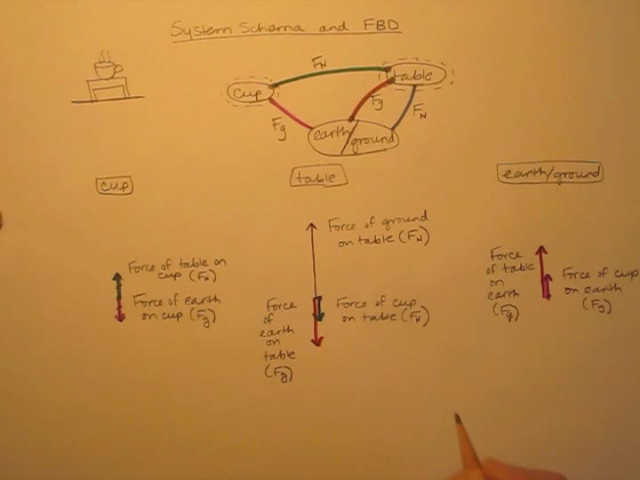 System Schema and FBD
FN
cup
table
Fg
Fg
FN
earth/ground
cup
table
earth/ground
Force of table on
cup (FN)
Force of earth
on cup (Fg)
Force of ground
on table (FN)
Force
of
earth
on
table
(Fg)
Force of cup
on table (FN)
Force
of table
on
earth
(Fg)
Force of cup
on earth
(Fg)